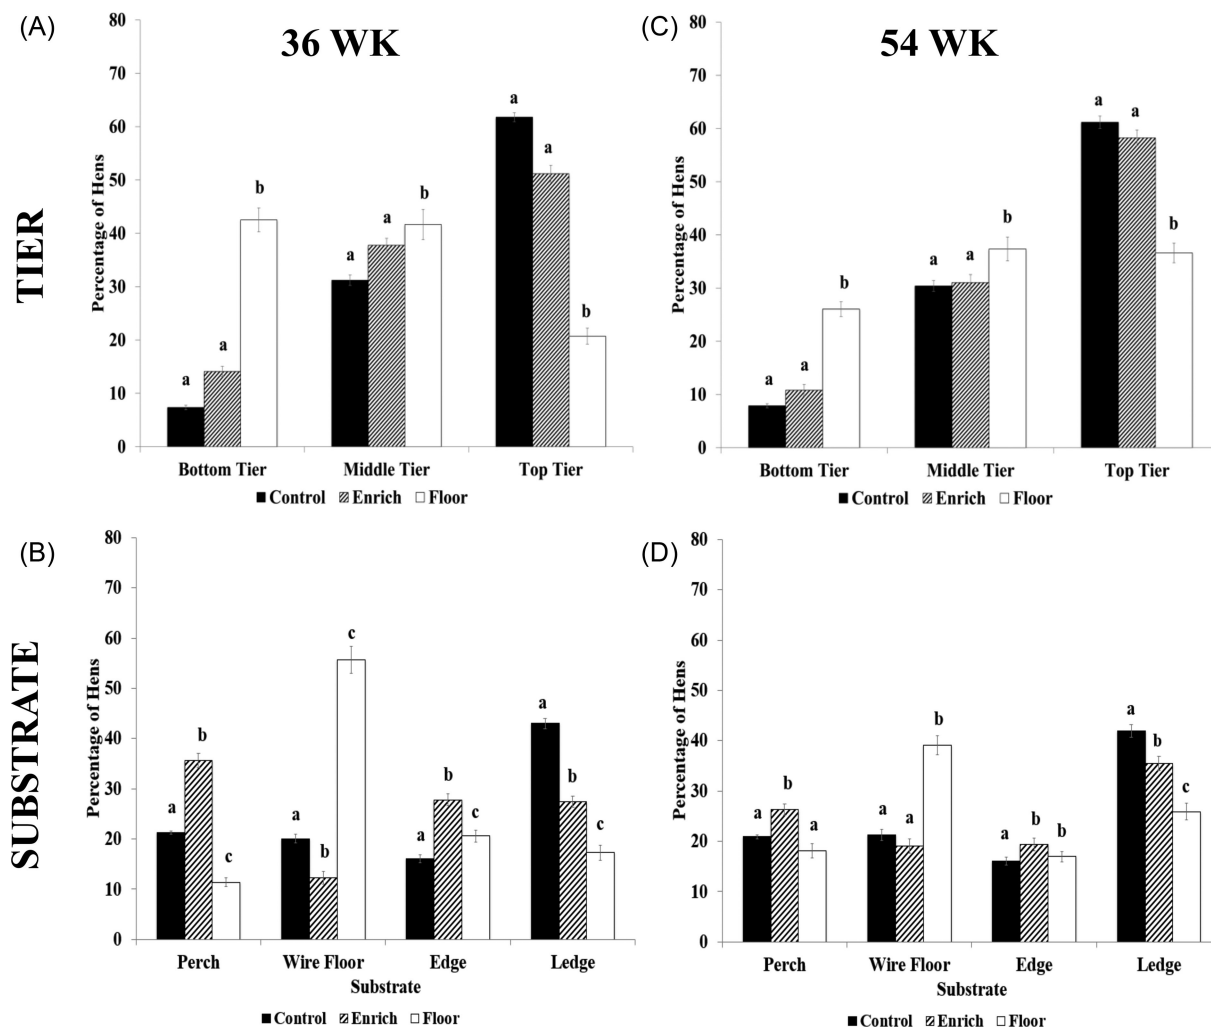 (A)
36 WK
80
70
60
50
40
30
20
10
0
Percentage of Hens
TIER
a
a
b
a
a
b
a
a
b
Bottom Tier Middle Tier Top Tier
Control Enrich Floor
(C)
54 WK
80
70
60
50
40
30
20
10
0
Percentage of Hens
a
a
b
a
a
b
a
a
b
Bottom Tier Middle Tier Top Tier
Control Enrich Floor
(B)
80
70
60
50
40
30
20
10
0
Percentage of Hens
SUBSTRATE
a
b
c
a
b
c
a
b
c
a
b
c
Perch Wire Floor Edge Ledge
Substrate
Control Enrich Floor
(D)
80
70
60
50
40
30
20
10
0
Percentage of Hens
a
b
a
a
a
b
a
b
b
a
b
c
Perch Wire Floor Edge Ledge
Substrate
Control Enrich Floor